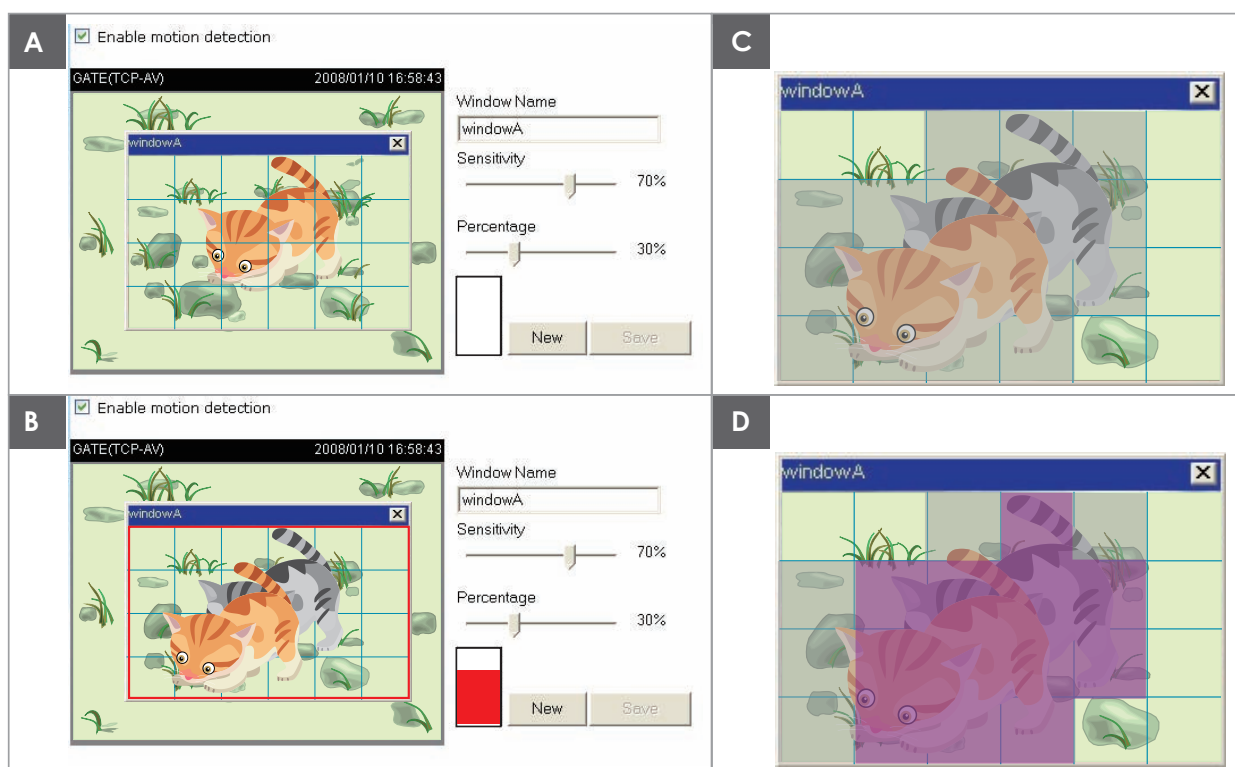 A
Enable motion detection
GATE(TCP-AV) 2008/01/10 16:58:43
windowA
Window Name
windowA
Sensitivity
70%
Percentage
30%
New Save
B
Enable motion detection
GATE(TCP-AV) 2008/01/10 16:58:43
windowA
Window Name
windowA
Sensitivity
70%
Percentage
30%
New Save
C
windowA
D
windowA